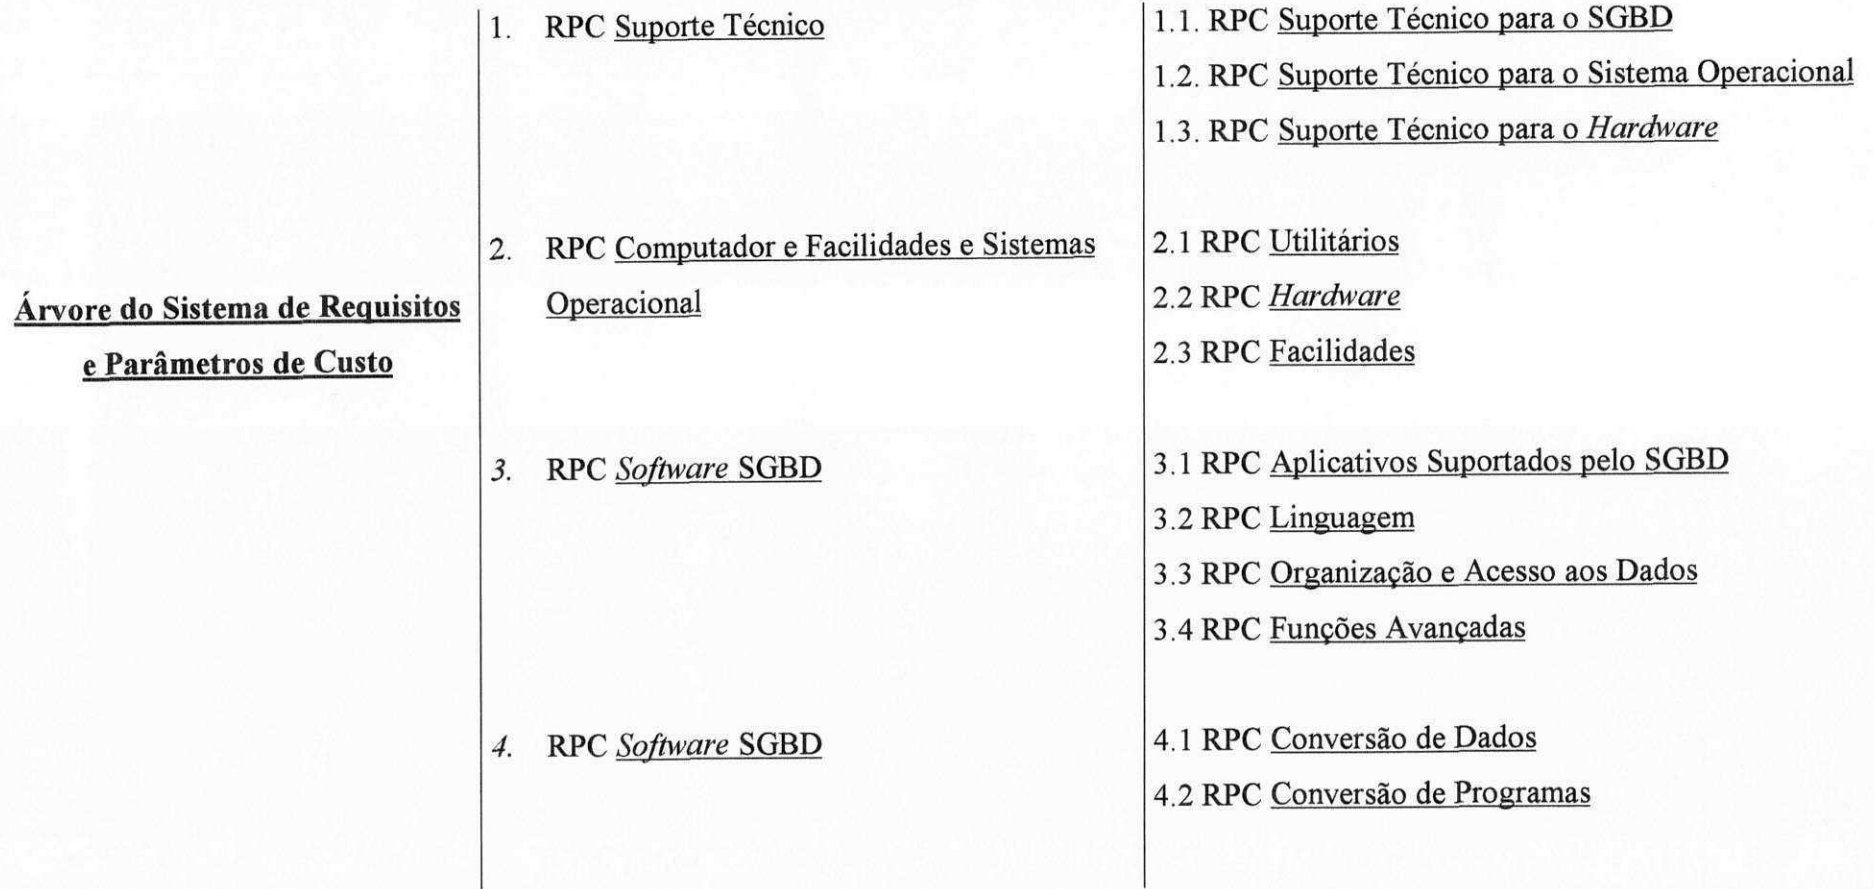 Árvore do Sistema de Requisitos
e Parâmetros de Custo
1. RPC Suporte Técnico
1.1. RPC Suporte Técnico para o SGBD
1.2. RPC Suporte Técnico para o Sistema Operacional
1.3. RPC Suporte Técnico para o Hardware
2. RPC Computador e Facilidades e Sistemas
Operacional
2.1 RPC Utilitários
2.2 RPC Hardware
2.3 RPC Facilidades
3. RPC Software SGBD
3.1 RPC Aplicativos Suportados pelo SGBD
3.2 RPC Linguagem
3.3 RPC Organização e Acesso aos Dados
3.4 RPC Funções Avançadas
4. RPC Software SGBD
4.1 RPC Conversão de Dados
4.2 RPC Conversão de Programas